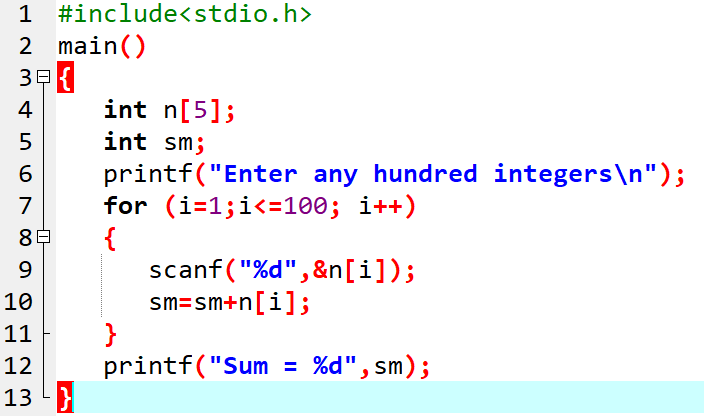 1 #include<stdio.h>
2 main()
3 {
4 int n[5];
5 int sm;
6 printf("Enter any hundred integers\n");
7 for (i=1;i<=100; i++)
8 {
9 scanf("%d",&n[i]);
10 sm=sm+n[i];
11 }
12 printf("Sum = %d",sm);
13 }